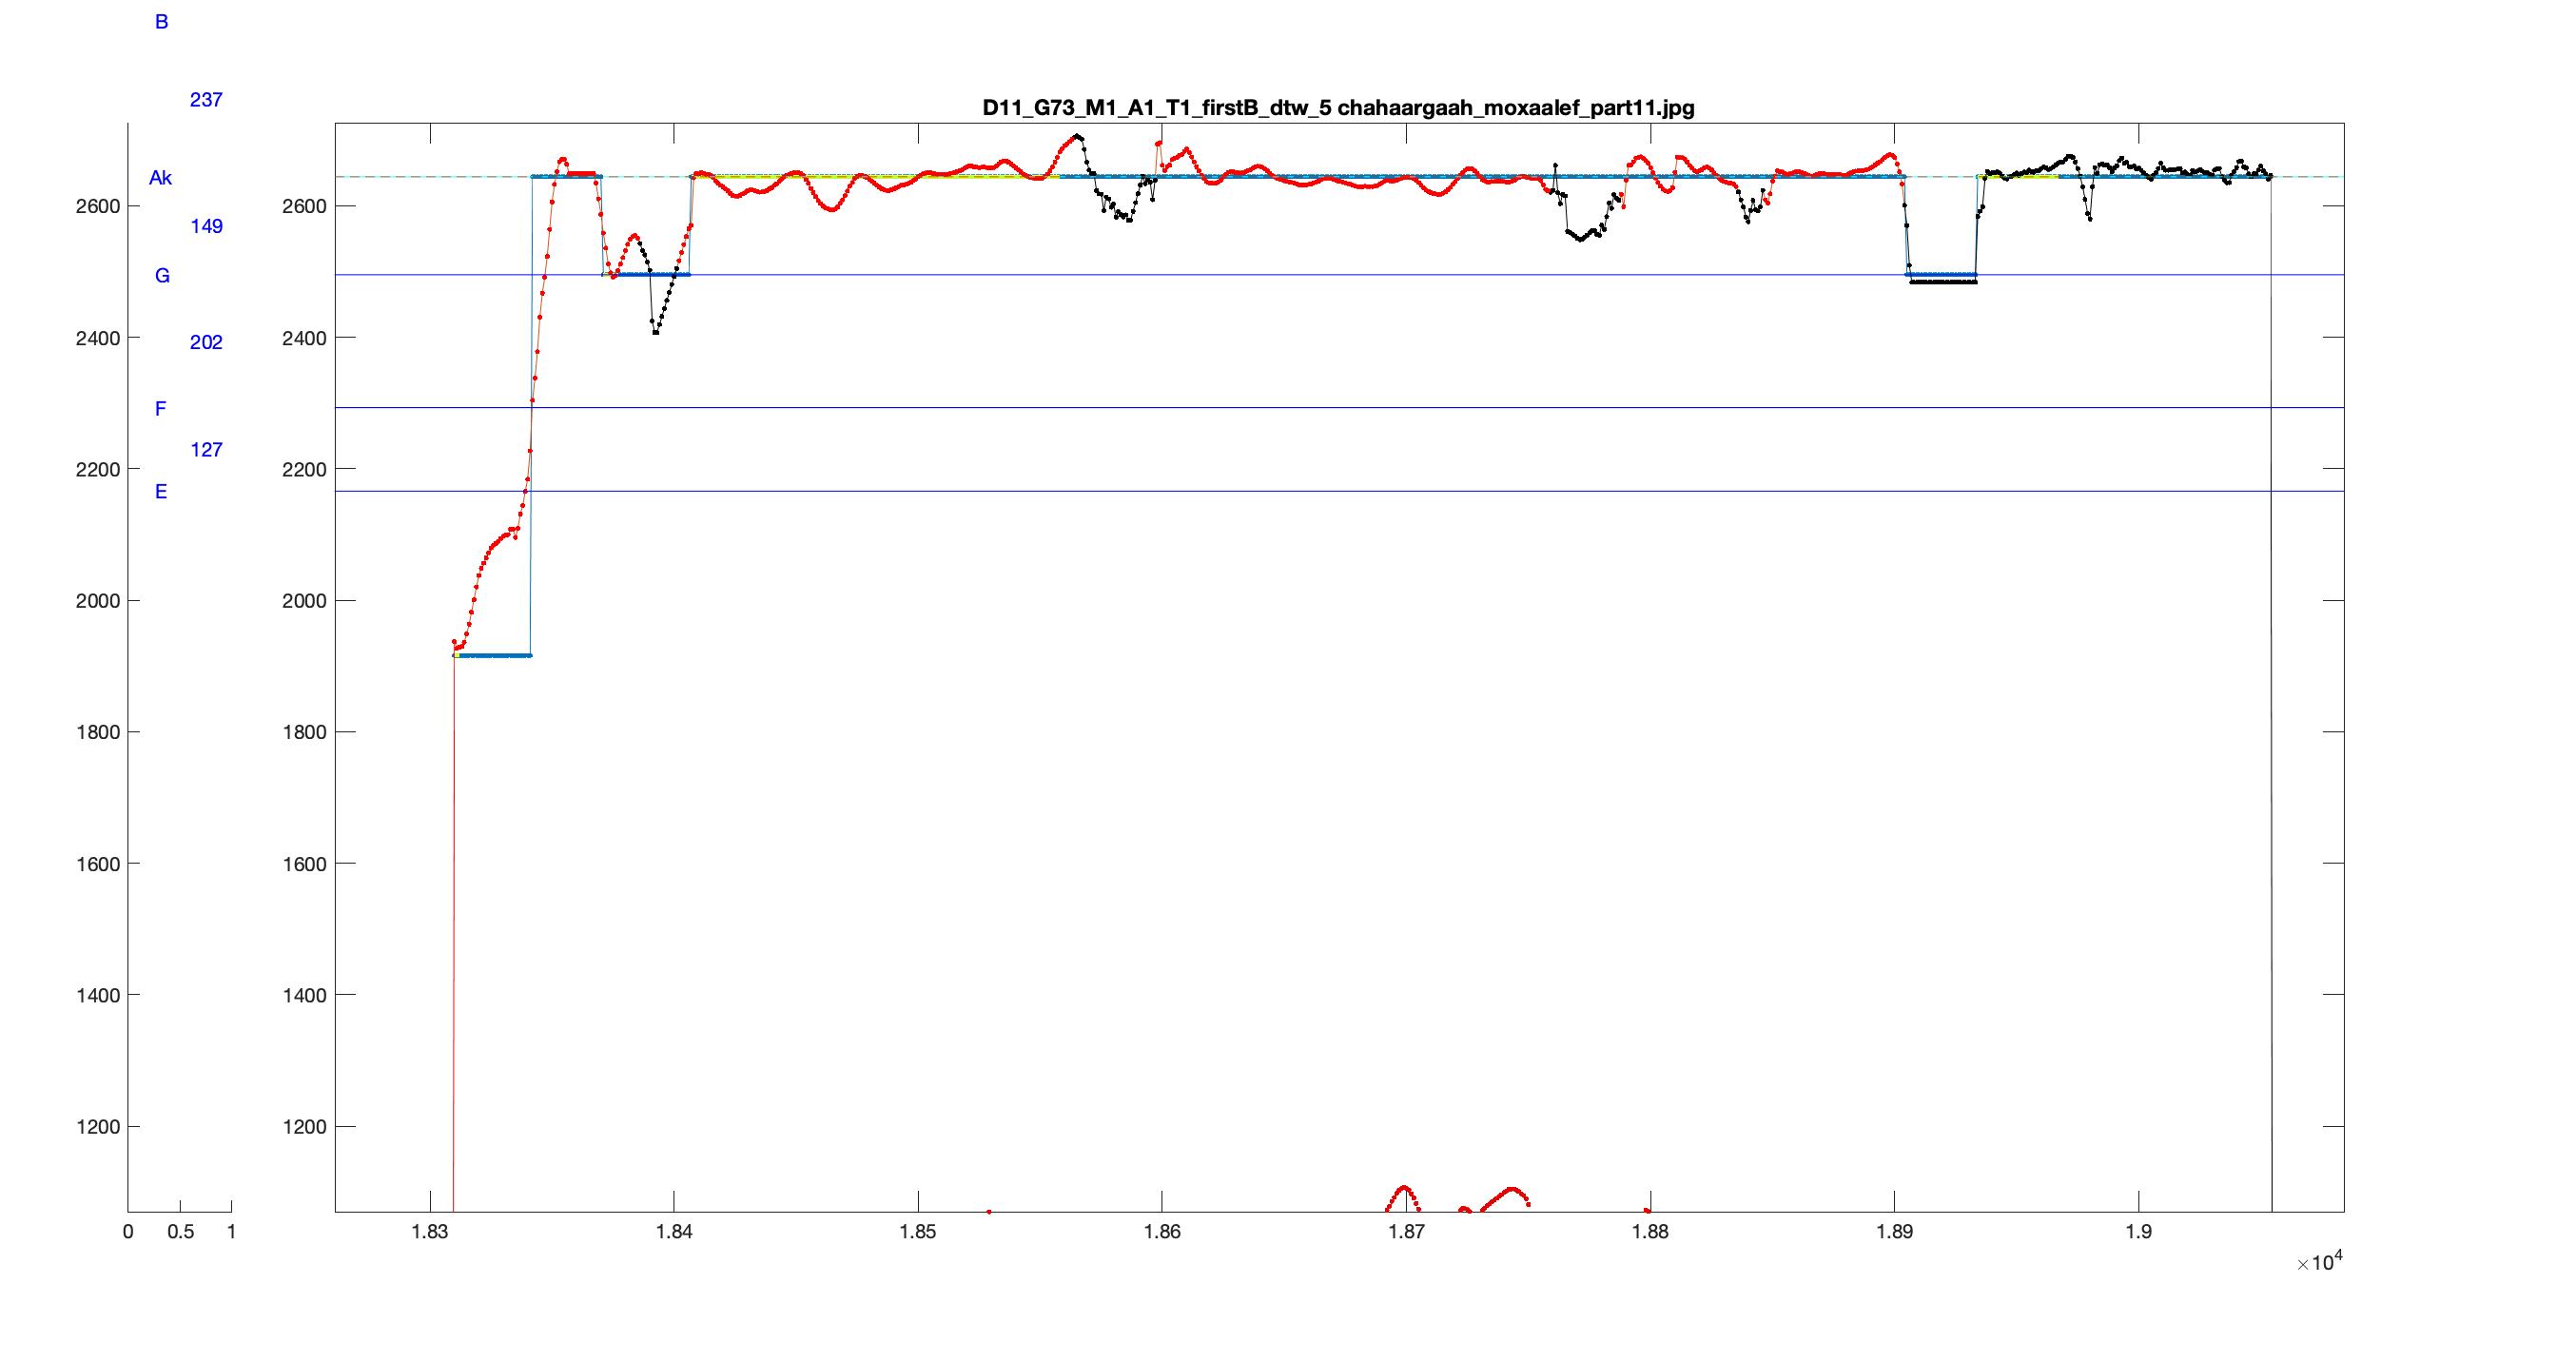 B
237
D11_G73_M1_A1_T1_firstB_dtw_5 chahaargaah_moxaalef_part11.jpg
Ak
2600 2600
149
G
2400 202 2400
F
127
2200 2200
E
2000 2000
1800 1800
1600 1600
1400 1400
1200 1200
0 0.5 1 1.83 1.84 1.85 1.86 1.87 1.88 1.89 1.9
×10^4